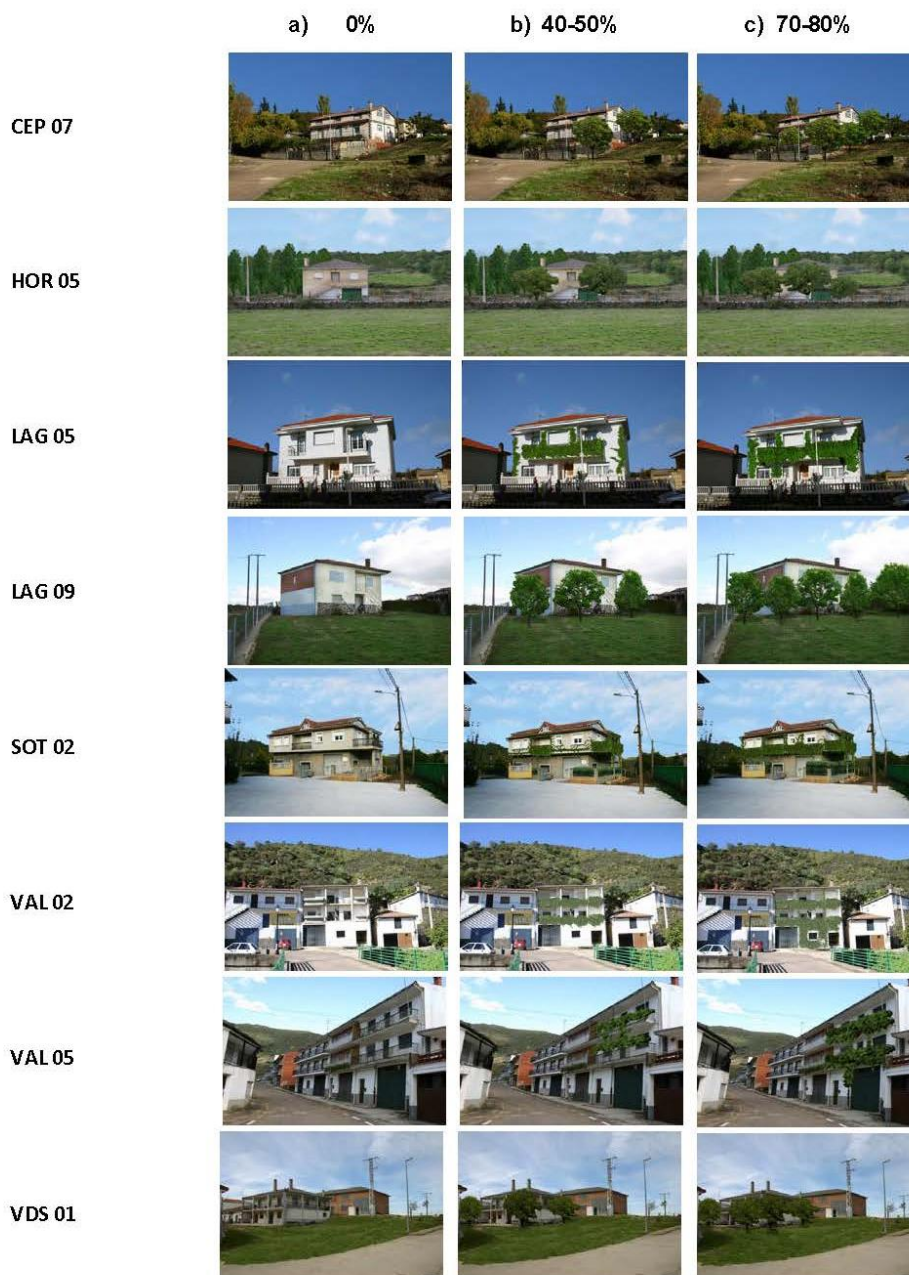 a) 0% b) 40-50% c) 70-80%
CEP 07
HOR 05
LAG 05
LAG 09
SOT 02
VAL 02
VAL 05
VDS 01